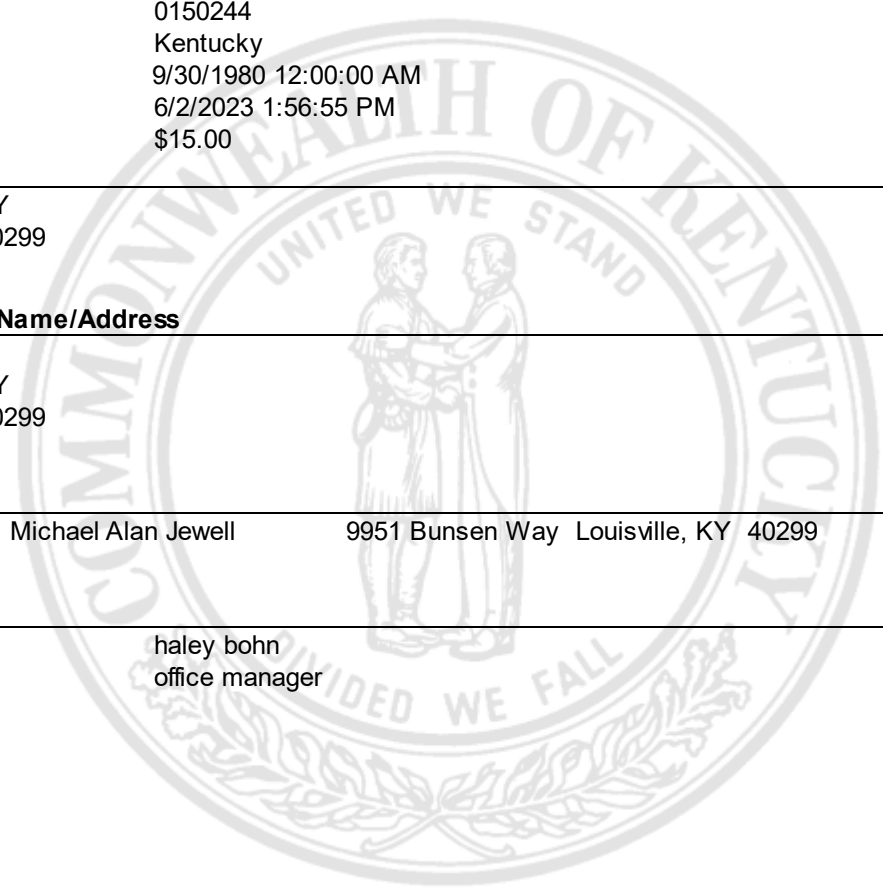 0150244
Kentucky
9/30/1980 12:00:00 AM
6/2/2023 1:56:55 PM
$15.00
Y
0299
Name/Address
Y
0299
Michael Alan Jewell 9951 Bunsen Way Louisville, KY 40299
haley bohn
office manager
COMMONWEALTH OF KENTUCKY
UNITED WE STAND
DIVIDED WE FALL